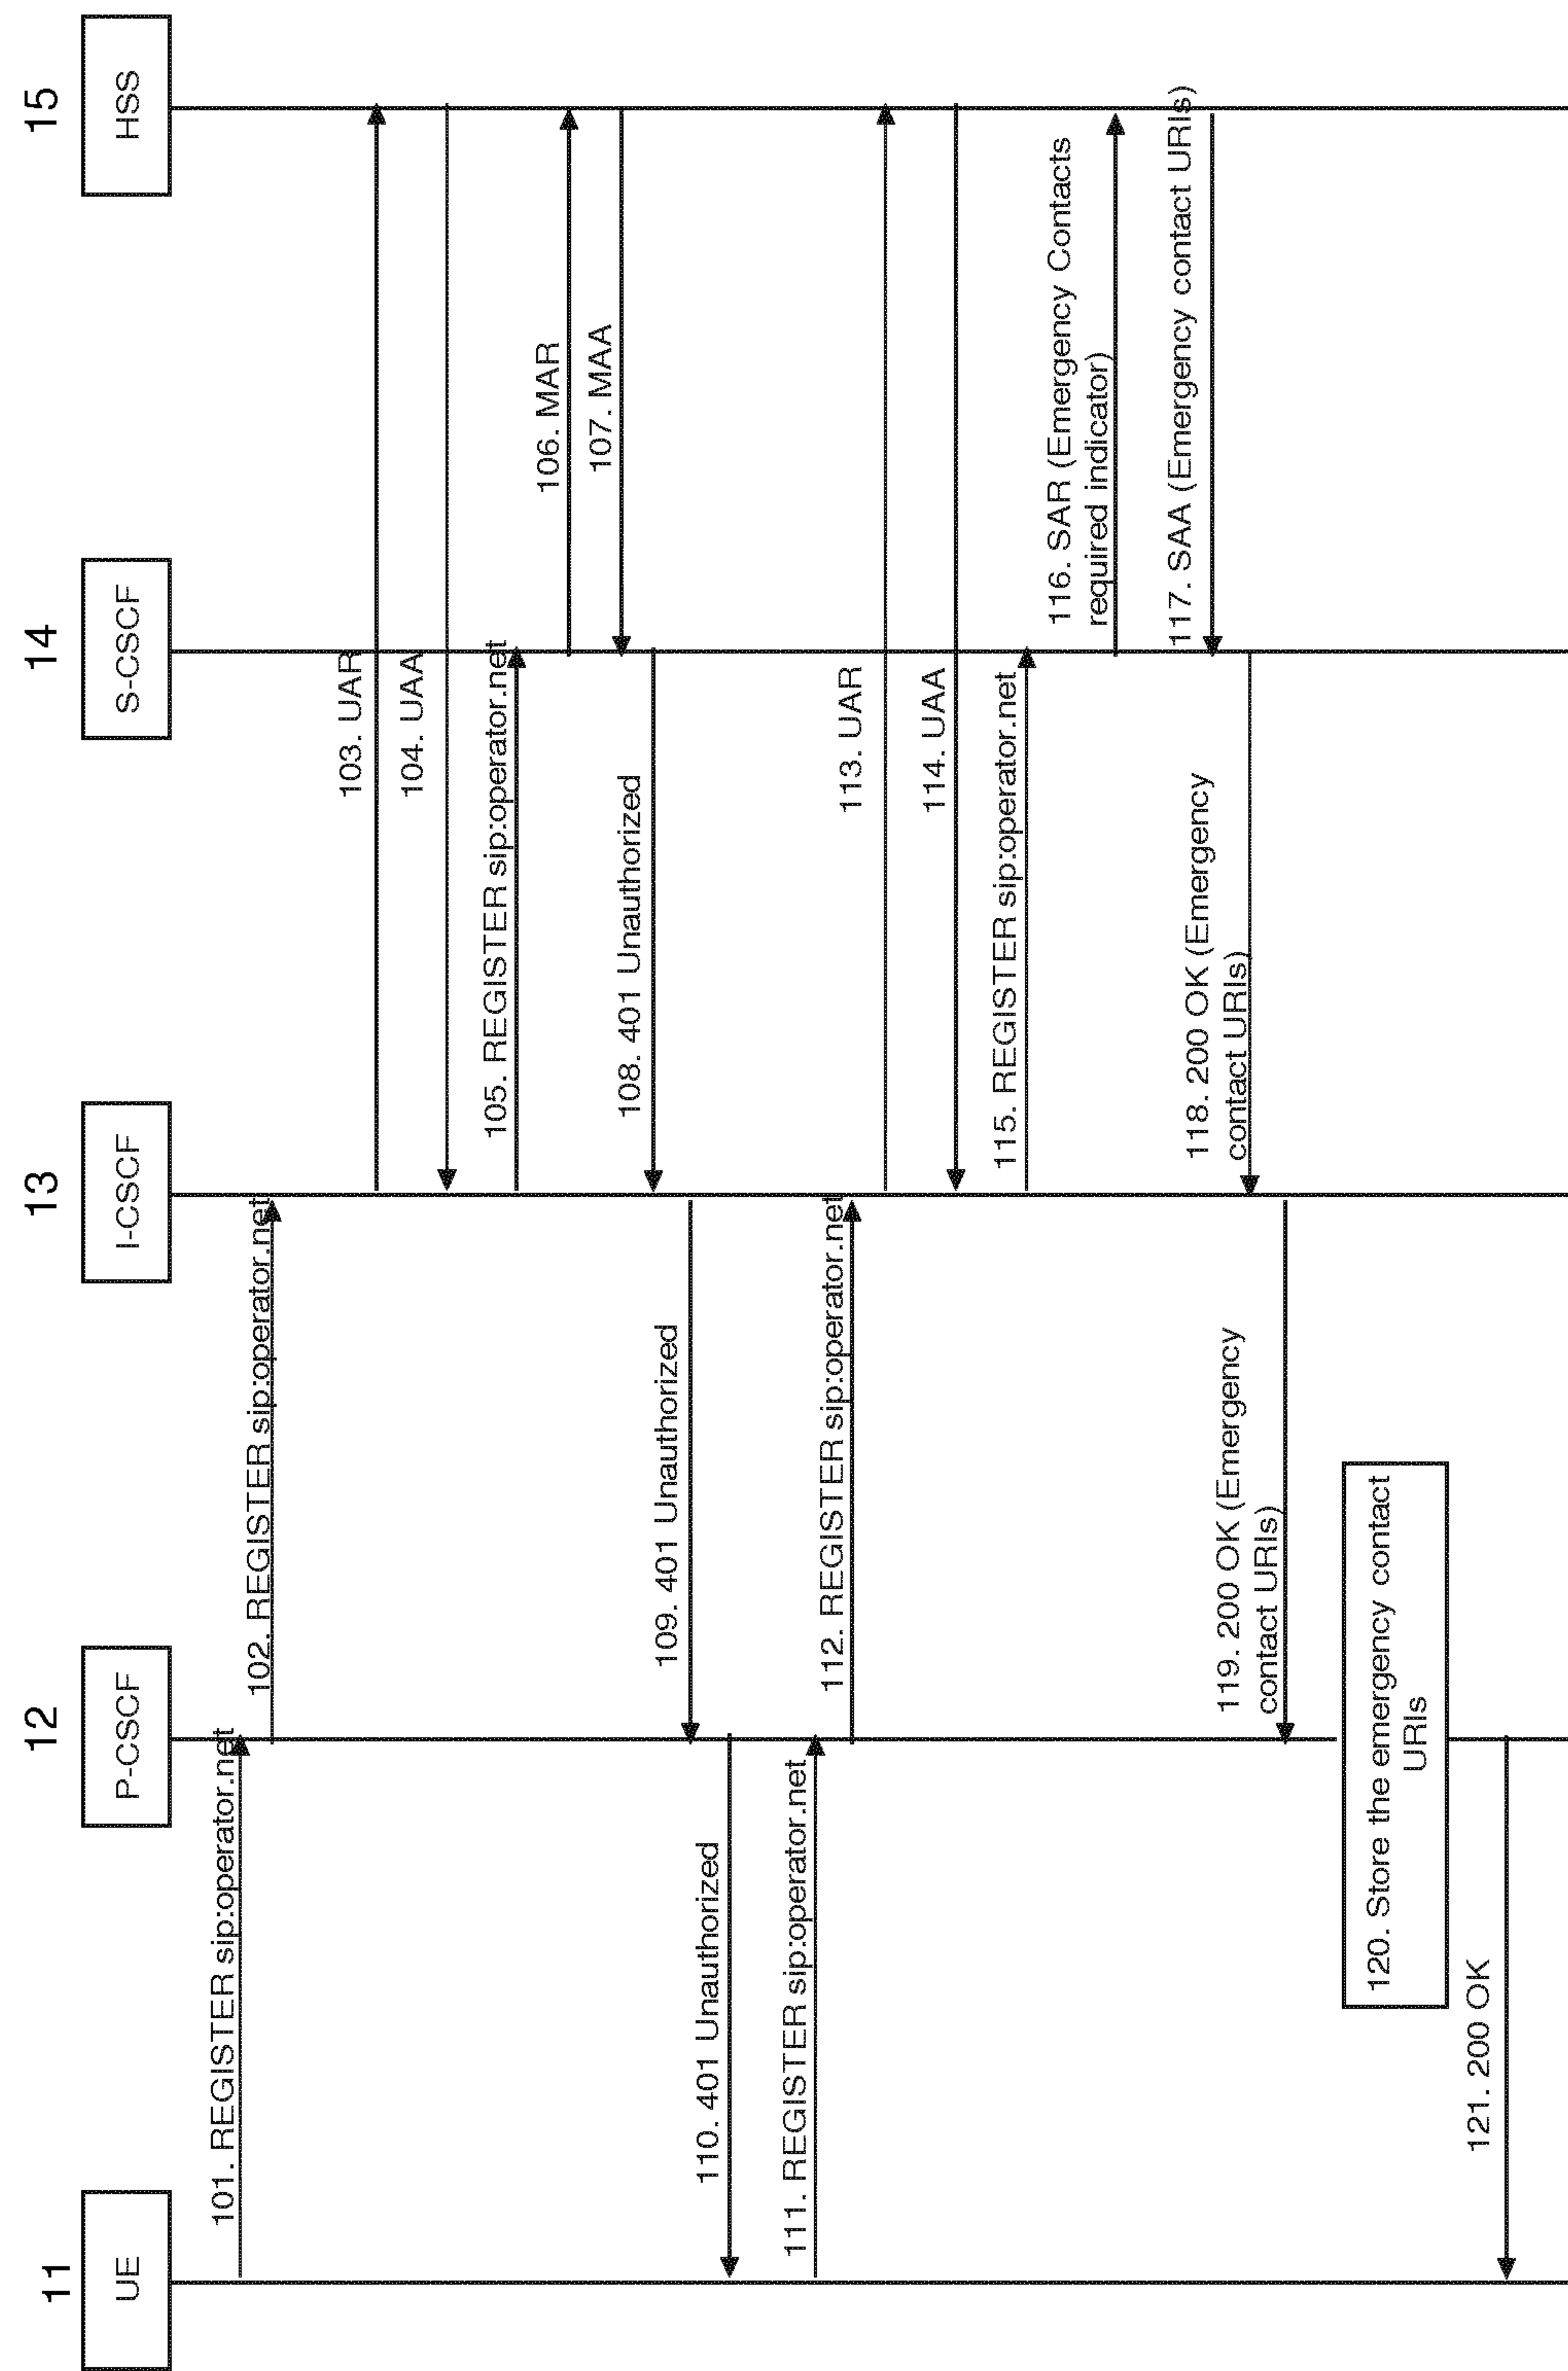 11
12
13
14
15
UE
P-CSCF
I-CSCF
S-CSCF
HSS
101. REGISTER sip:operator.net
102. REGISTER sip:operator.net
103. UAR
104. UAA
105. REGISTER sip:operator.net
106. MAR
107. MAA
108. 401 Unauthorized
109. 401 Unauthorized
110. 401 Unauthorized
111. REGISTER sip:operator.net
112. REGISTER sip:operator.net
113. UAR
114. UAA
115. REGISTER sip:operator.net
116. SAR (Emergency Contacts
required indicator)
117. SAA (Emergency contact URIs)
118. 200 OK (Emergency
contact URIs)
119. 200 OK (Emergency
contact URIs)
120. Store the emergency contact
URIs
121. 200 OK